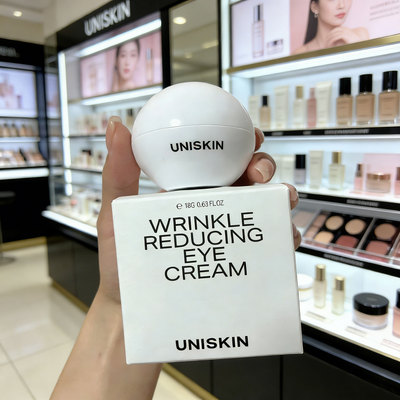 UNISKIN
UNISKIN
℮ 18G 0.63 FL.OZ
WRINKLE
REDUCING
EYE
CREAM
UNISKIN